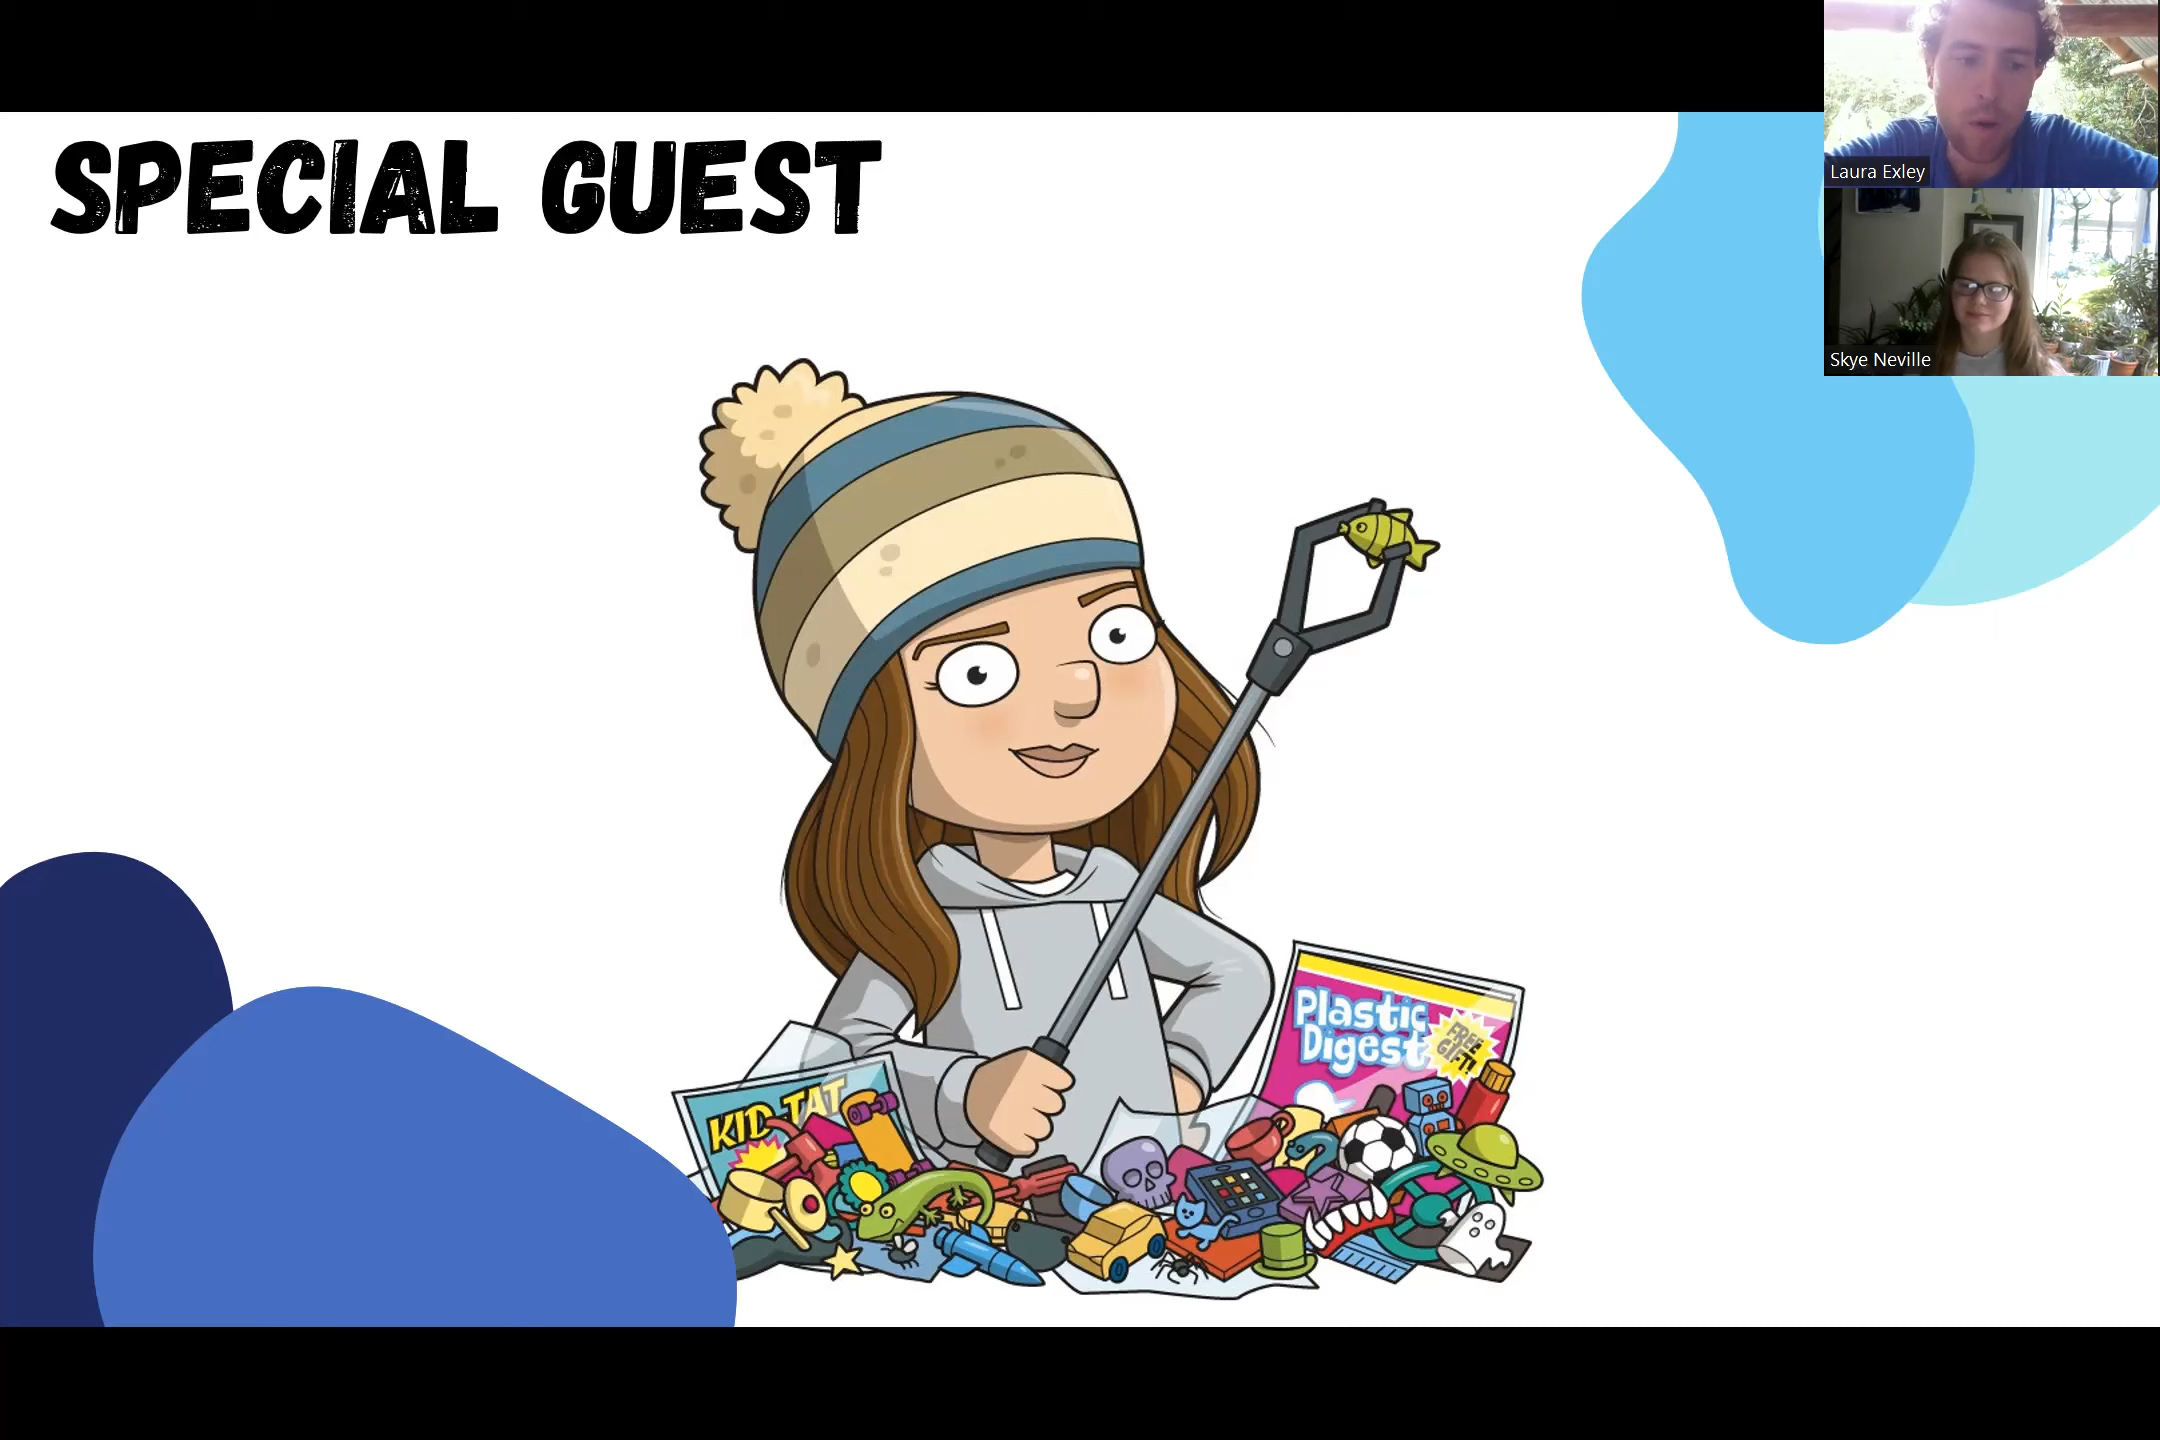 SPECIAL GUEST
Laura Exley
Skye Neville
Plastic
Digest
FREE
GIFT!
KID-TAT